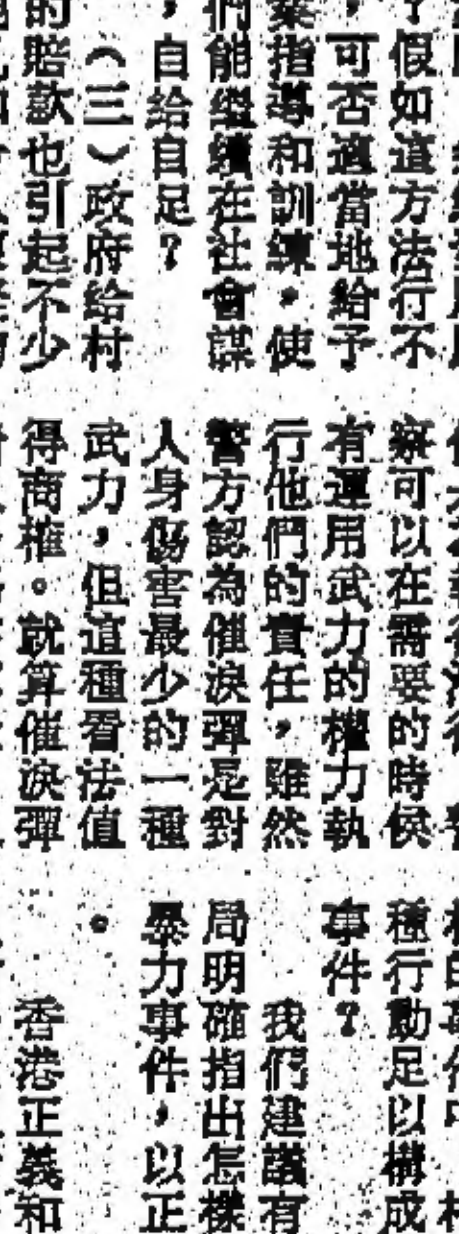 ？假如這方法行不
，可否適當地給予
業指導和訓練，使
們能繼續在社會謀
，自給自足？
（三）政府給村
的賠款也引起不少
察可以在需要的時候
有運用武力的權力執
行他們的責任，雖然
警方認為催淚彈是對
人身傷害最少的一種
武力，但這種看法值
得商榷。就算催淚彈
種行動足以構成
事件？
我們建議有
局明確指出怎樣
暴力事件，以正
。
香港正義和